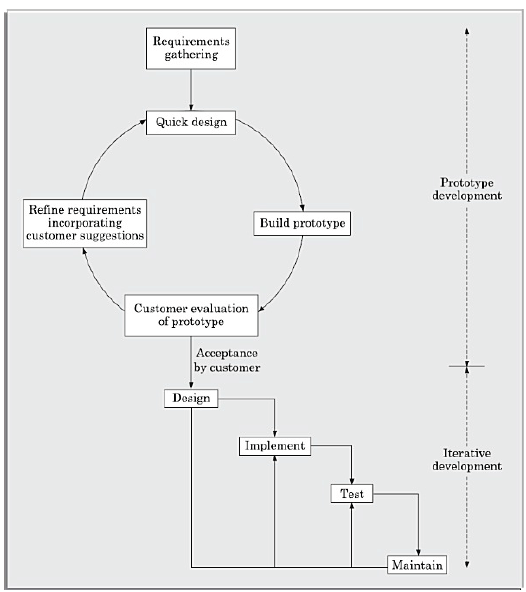 Requirements
gathering
Quick design
Prototype
development
Refine requirements
incorporating
customer suggestions
Build prototype
Customer evaluation
of prototype
Acceptance
by customer
Design
Implement
Iterative
development
Test
Maintain